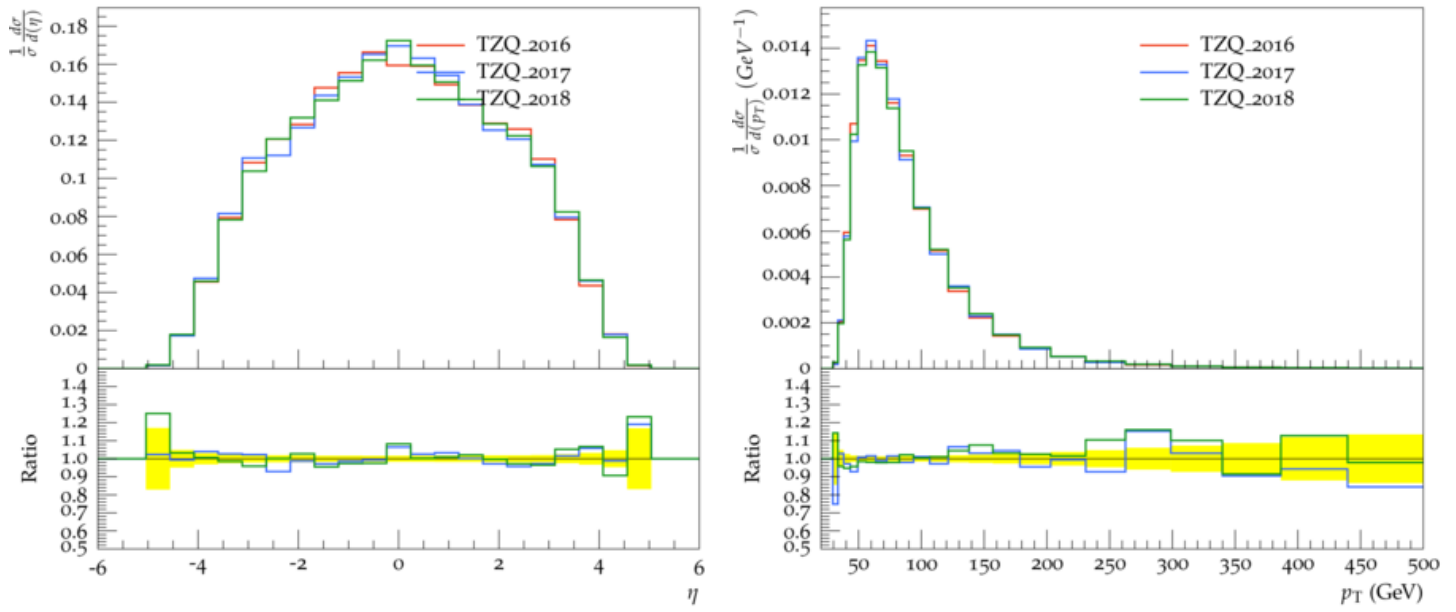 1/σ dσ/d(η)
0.18
0.16
0.14
0.12
0.1
0.08
0.06
0.04
0.02
0
TZQ_2016
TZQ_2017
TZQ_2018
Ratio
1.4
1.3
1.2
1.1
1.0
0.9
0.8
0.7
0.6
0.5
-6 -4 -2 0 2 4 6
η
1/σ dσ/d(pT) (GeV⁻¹)
0.014
0.012
0.01
0.008
0.006
0.004
0.002
0
TZQ_2016
TZQ_2017
TZQ_2018
Ratio
1.4
1.3
1.2
1.1
1.0
0.9
0.8
0.7
0.6
0.5
50 100 150 200 250 300 350 400 450 500
pT (GeV)